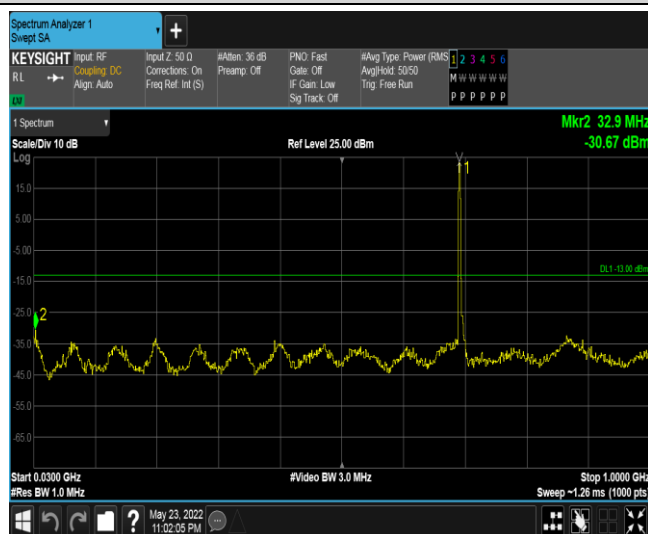 Spectrum Analyzer 1
Swept SA
+
KEYSIGHT Input: RF Input Z: 50 Ω #Atten: 36 dB PNO: Fast #Avg Type: Power (RMS 1 2 3 4 5 6
R L Coupling: DC Corrections: On Preamp: Off Gate: Off Avg|Hold: 50/50 M W W W W W
Align: Auto Freq Ref: Int (S) IF Gain: Low Trig: Free Run
Sig Track: Off P P P P P P
LXI
1 Spectrum Mkr2 32.9 MHz
Scale/Div 10 dB Ref Level 25.00 dBm -30.67 dBm
Log
1
15.0
5.00
-5.00
DL1 -13.00 dBm
-15.0
-25.0
2
-35.0
-45.0
-55.0
-65.0
Start 0.0300 GHz #Video BW 3.0 MHz Stop 1.0000 GHz
#Res BW 1.0 MHz Sweep ~1.26 ms (1000 pts)
? May 23, 2022
11:02:05 PM